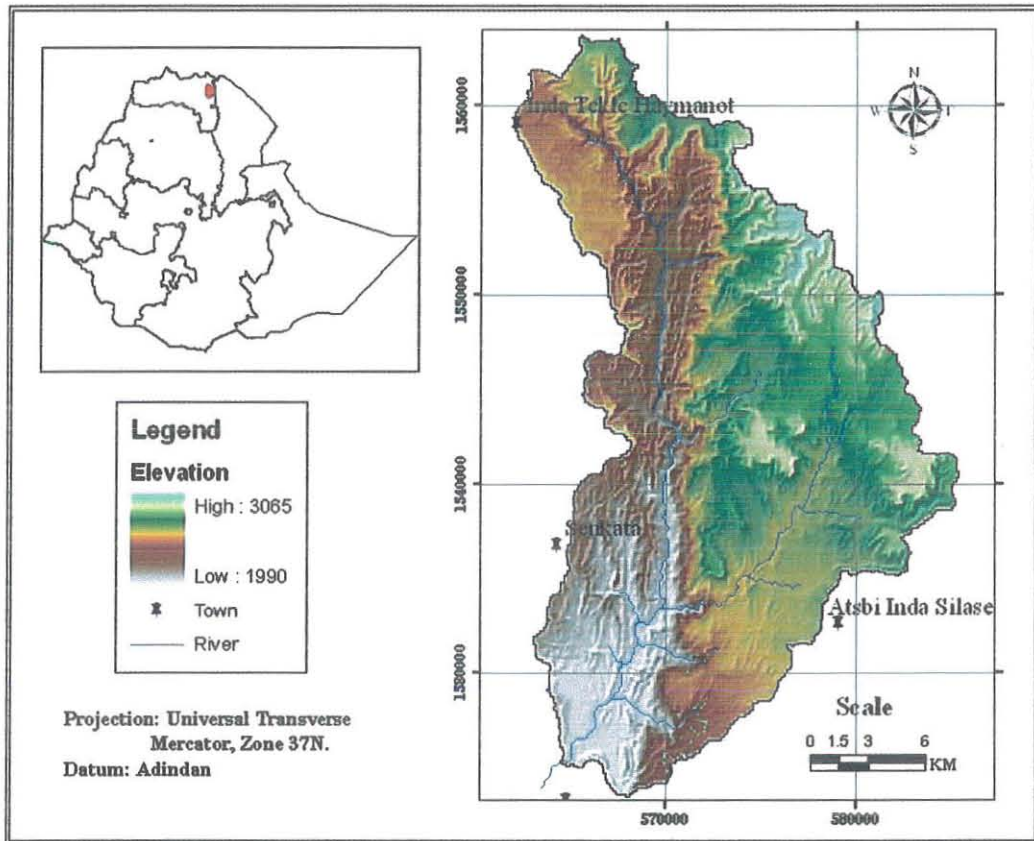 Inda Tekle Haymanot
N
W E
S
1560000
1550000
1540000
1530000
Senkata
Atsbi Inda Silase
Legend
Elevation
High : 3065
Low : 1990
Town
River
Projection: Universal Transverse
Mercator, Zone 37N.
Datum: Adindan
Scale
0 1.5 3 6
KM
570000 580000